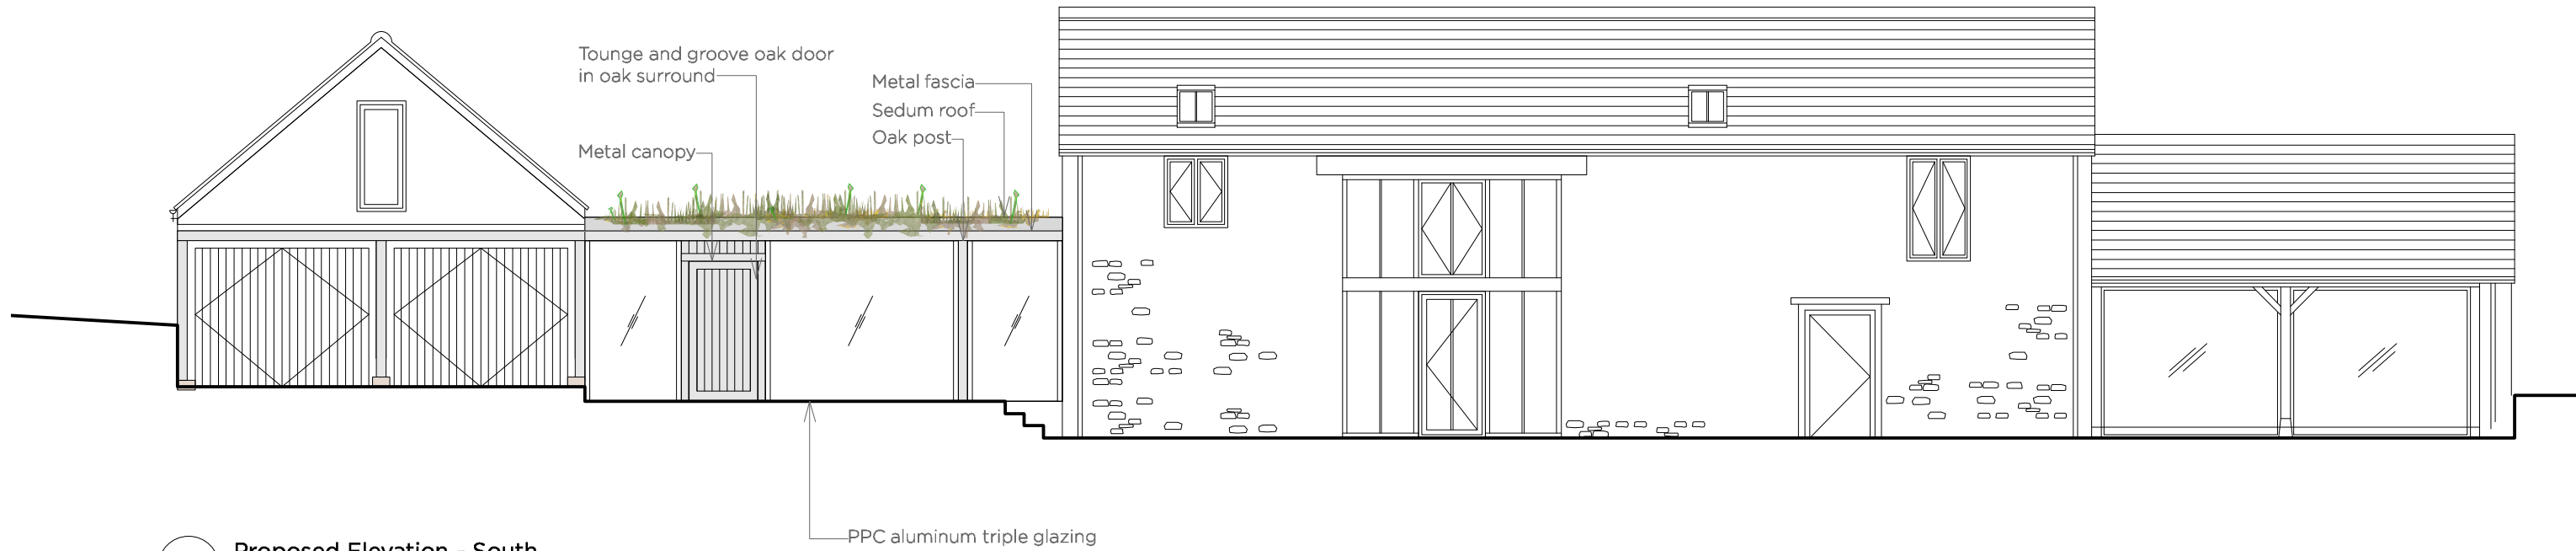 Tounge and groove oak door
in oak surround
Metal fascia
Sedum roof
Oak post
Metal canopy
PPC aluminum triple glazing
Proposed Elevation - South